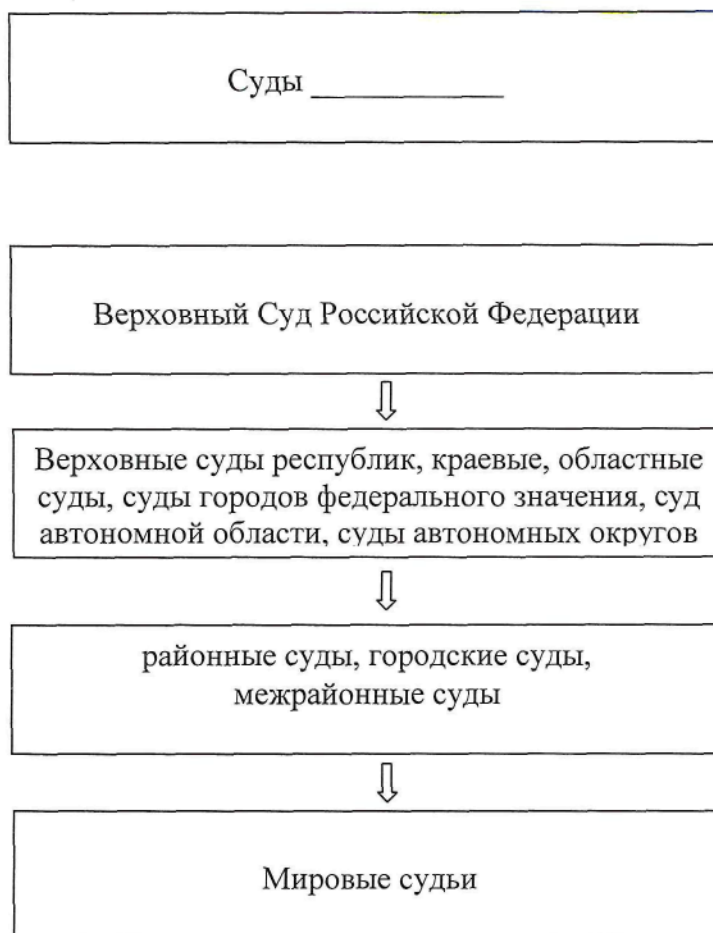 Суды ____________
Верховный Суд Российской Федерации
Верховные суды республик, краевые, областные
суды, суды городов федерального значения, суд
автономной области, суды автономных округов
районные суды, городские суды,
межрайонные суды
Мировые судьи